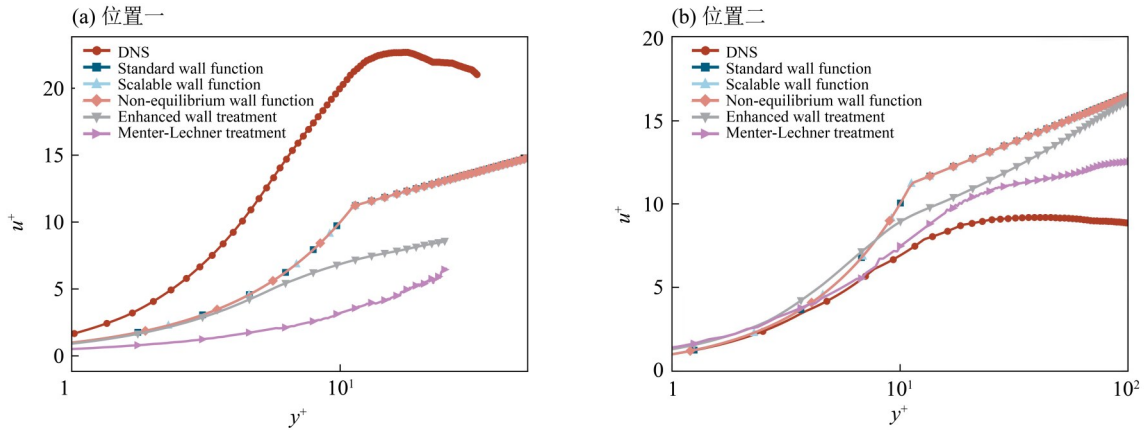 (a) 位置一
DNS
Standard wall function
Scalable wall function
Non-equilibrium wall function
Enhanced wall treatment
Menter-Lechner treatment
20
15
10
5
0
u⁺
1
10¹
y⁺
(b) 位置二
DNS
Standard wall function
Scalable wall function
Non-equilibrium wall function
Enhanced wall treatment
Menter-Lechner treatment
20
15
10
5
0
u⁺
1
10¹
10²
y⁺